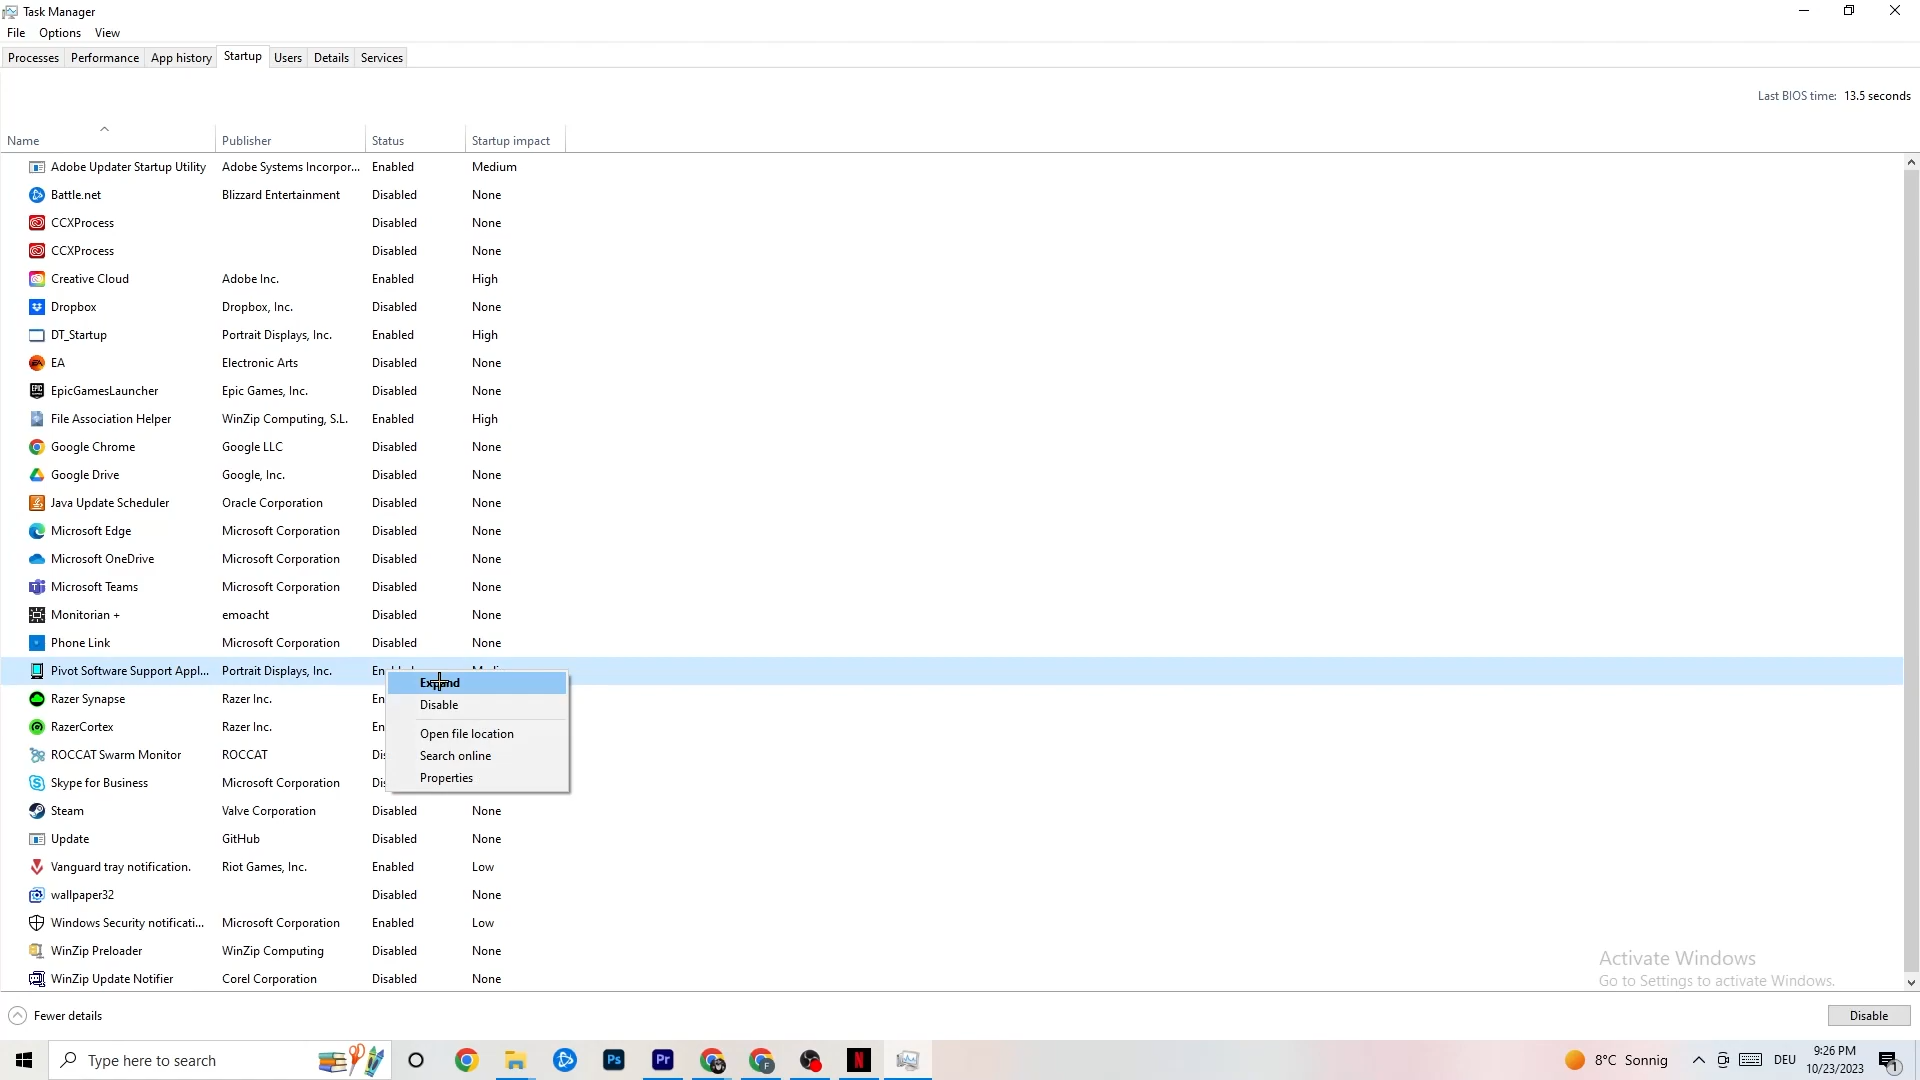 Task Manager
File Options View
Processes Performance App history Startup Users Details Services
Last BIOS time: 13.5 seconds
Name Publisher Status Startup impact
Adobe Updater Startup Utility Adobe Systems Incorpor... Enabled Medium
Battle.net Blizzard Entertainment Disabled None
CCXProcess Disabled None
CCXProcess Disabled None
Creative Cloud Adobe Inc. Enabled High
Dropbox Dropbox, Inc. Disabled None
DT_Startup Portrait Displays, Inc. Enabled High
EA Electronic Arts Disabled None
EpicGamesLauncher Epic Games, Inc. Disabled None
File Association Helper WinZip Computing, S.L. Enabled High
Google Chrome Google LLC Disabled None
Google Drive Google, Inc. Disabled None
Java Update Scheduler Oracle Corporation Disabled None
Microsoft Edge Microsoft Corporation Disabled None
Microsoft OneDrive Microsoft Corporation Disabled None
Microsoft Teams Microsoft Corporation Disabled None
Monitorian + emoacht Disabled None
Phone Link Microsoft Corporation Disabled None
Pivot Software Support Appl... Portrait Displays, Inc.
Expand
Disable
Open file location
Search online
Properties
Razer Synapse Razer Inc. En
RazerCortex Razer Inc. En
ROCCAT Swarm Monitor ROCCAT Dis
Skype for Business Microsoft Corporation Dis
Steam Valve Corporation Disabled None
Update GitHub Disabled None
Vanguard tray notification. Riot Games, Inc. Enabled Low
wallpaper32 Disabled None
Windows Security notificati... Microsoft Corporation Enabled Low
WinZip Preloader WinZip Computing Disabled None
WinZip Update Notifier Corel Corporation Disabled None
Activate Windows
Go to Settings to activate Windows.
Fewer details Disable
Type here to search Ps Pr F N 8°C Sonnig DEU 9:26 PM
10/23/2023 1